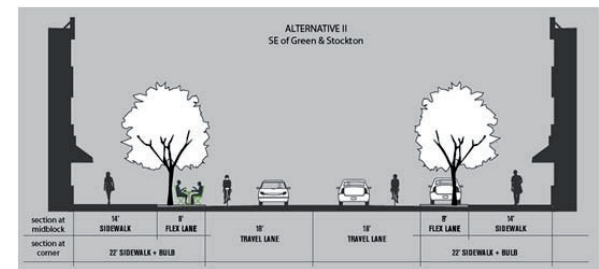 ALTERNATIVE II
SE of Green & Stockton
section at
midblock
14'
SIDEWALK
8'
FLEX LANE
18'
TRAVEL LANE
18'
TRAVEL LANE
8'
FLEX LANE
14'
SIDEWALK
section at
corner
22' SIDEWALK + BULB
22' SIDEWALK + BULB